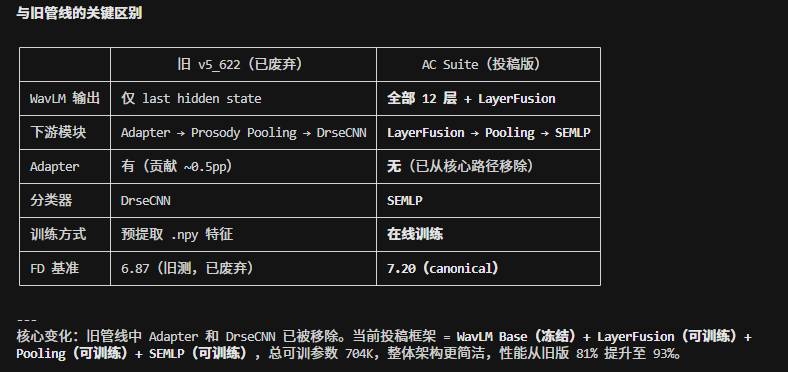 与旧管线的关键区别
旧 v5_622（已废弃） AC Suite（投稿版）
WavLM 输出 仅 last hidden state 全部 12 层 + LayerFusion
下游模块 Adapter → Prosody Pooling → DrseCNN LayerFusion → Pooling → SEMLP
Adapter 有（贡献 ~0.5pp） 无（已从核心路径移除）
分类器 DrseCNN SEMLP
训练方式 预提取 .npy 特征 在线训练
FD 基准 6.87（旧测，已废弃） 7.20（canonical）
---
核心变化: 旧管线中 Adapter 和 DrseCNN 已被移除。当前投稿框架 = WavLM Base（冻结）+ LayerFusion（可训练）+
Pooling（可训练）+ SEMLP（可训练），总可训参数 704K，整体架构更简洁，性能从旧版 81% 提升至 93%。